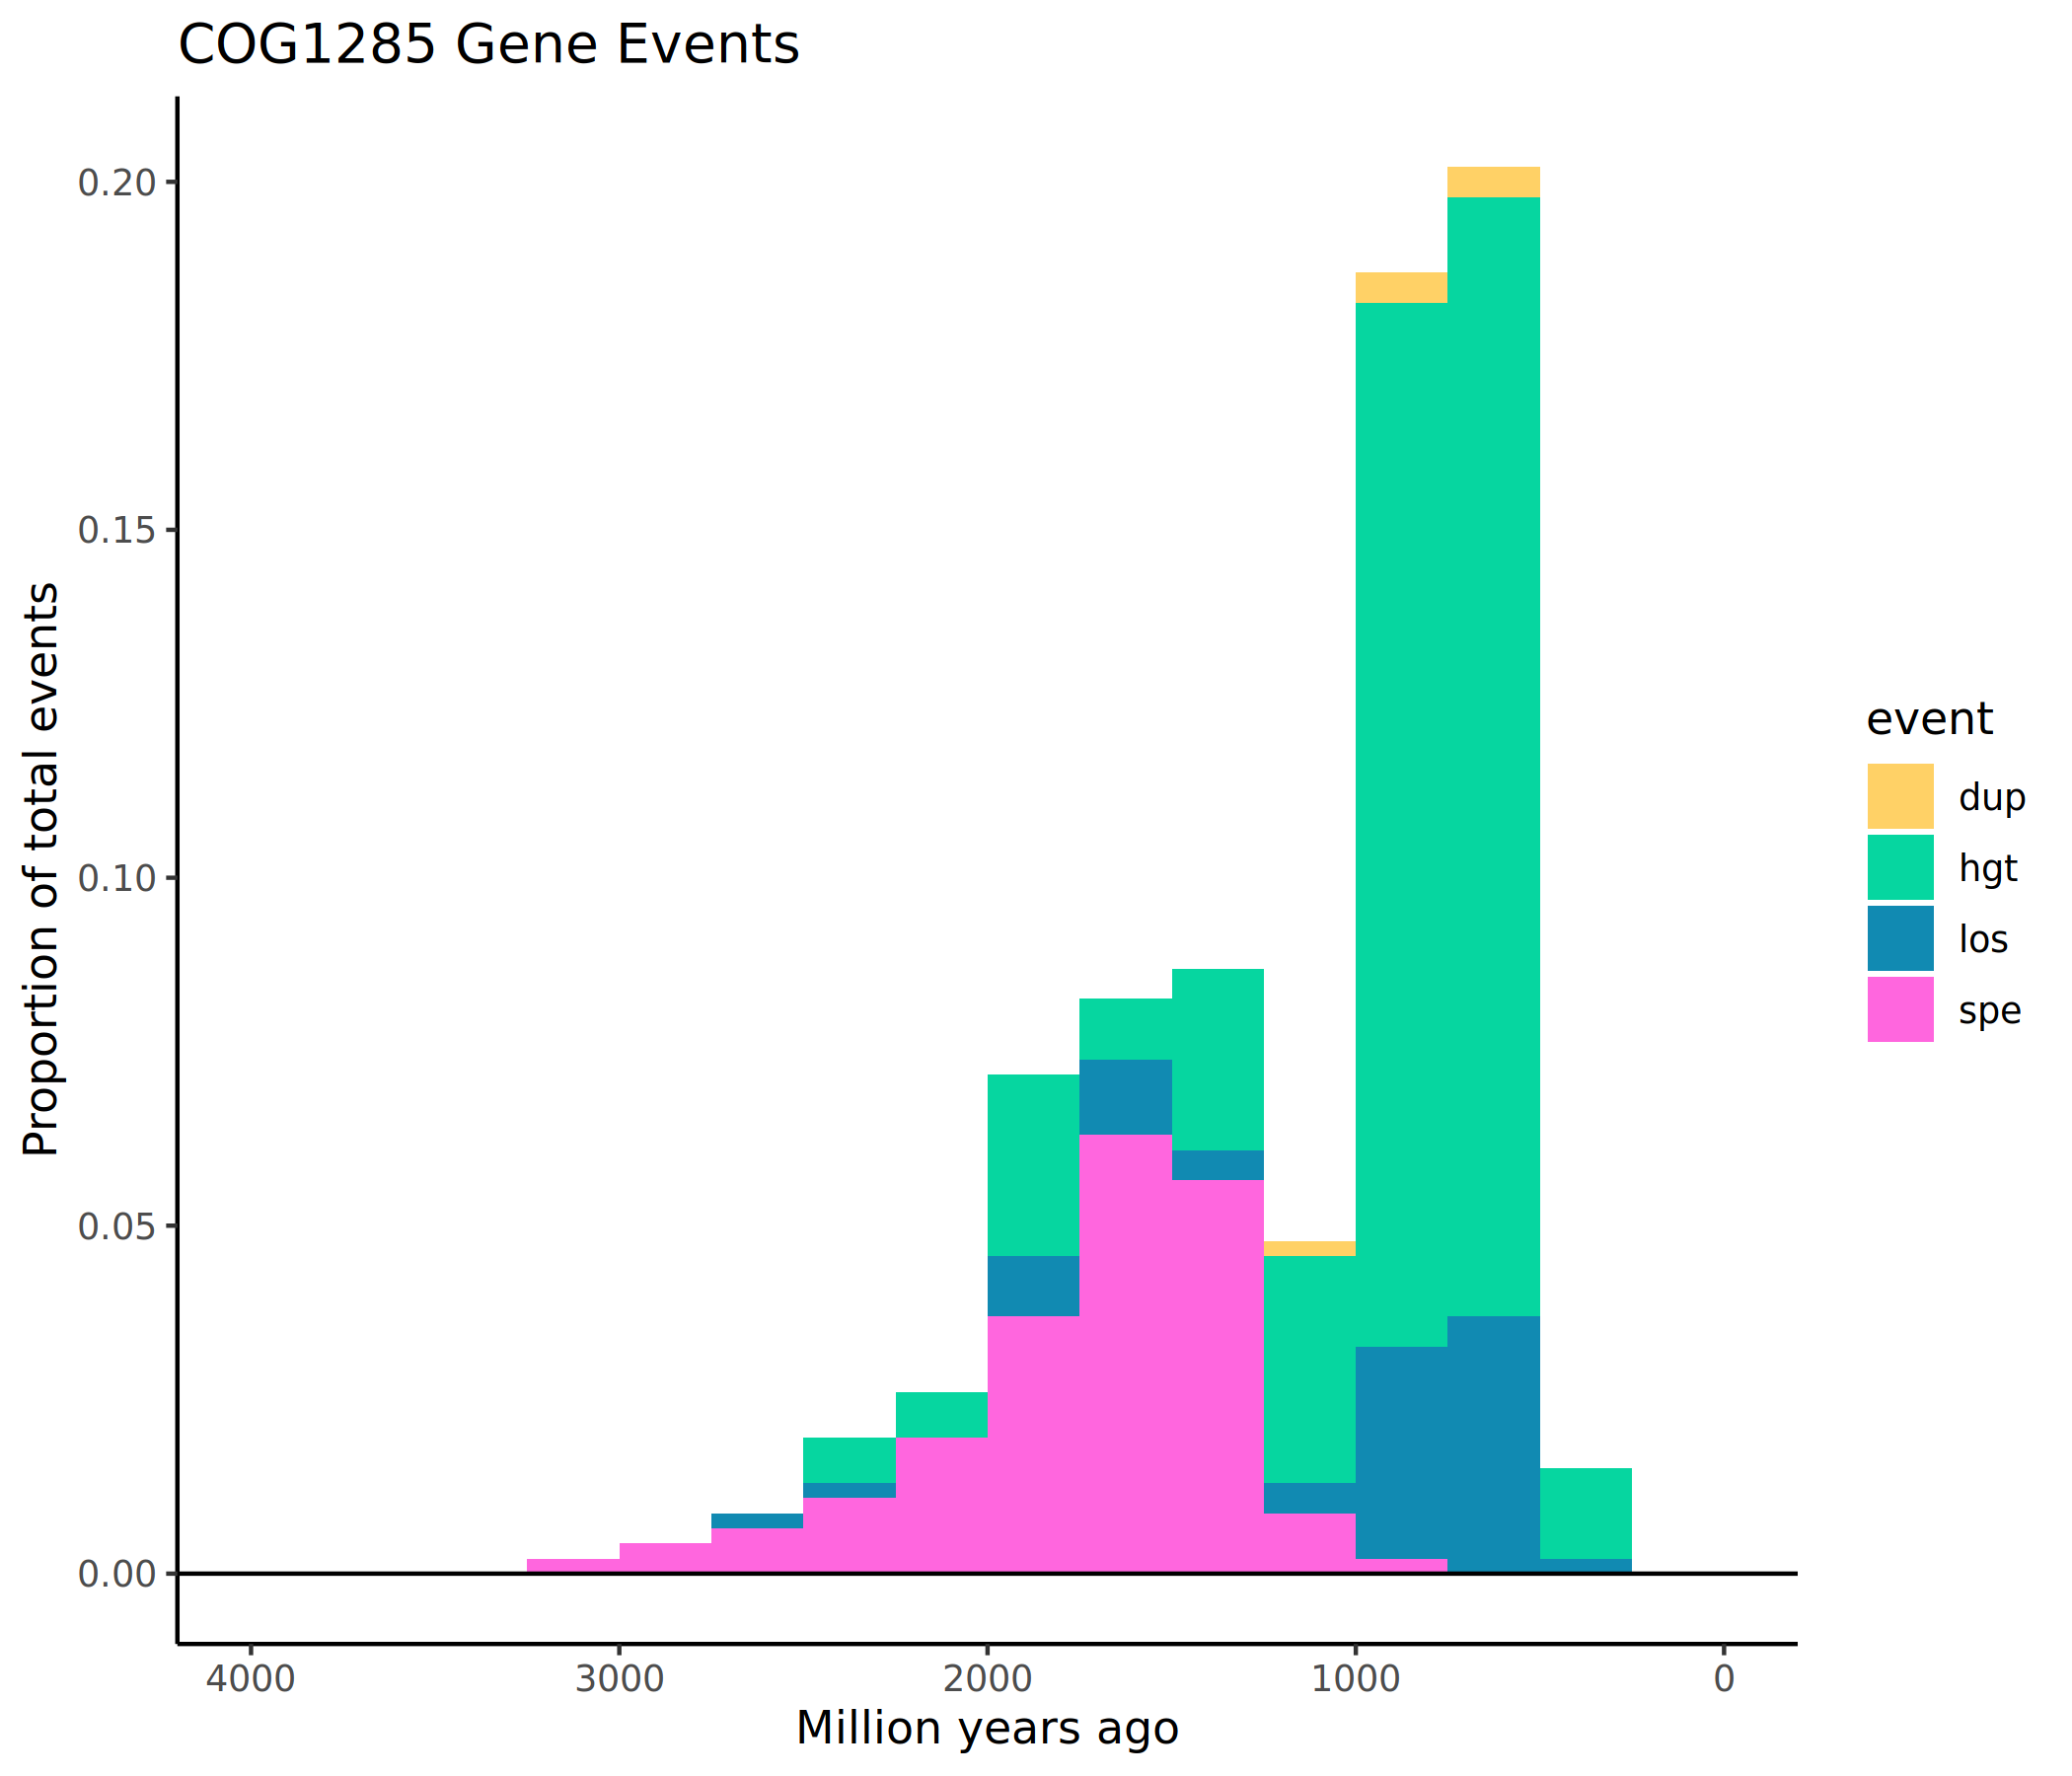 COG1285 Gene Events
Proportion of total events
0.20
0.15
0.10
0.05
0.00
4000 3000 2000 1000 0
Million years ago
event
dup
hgt
los
spe